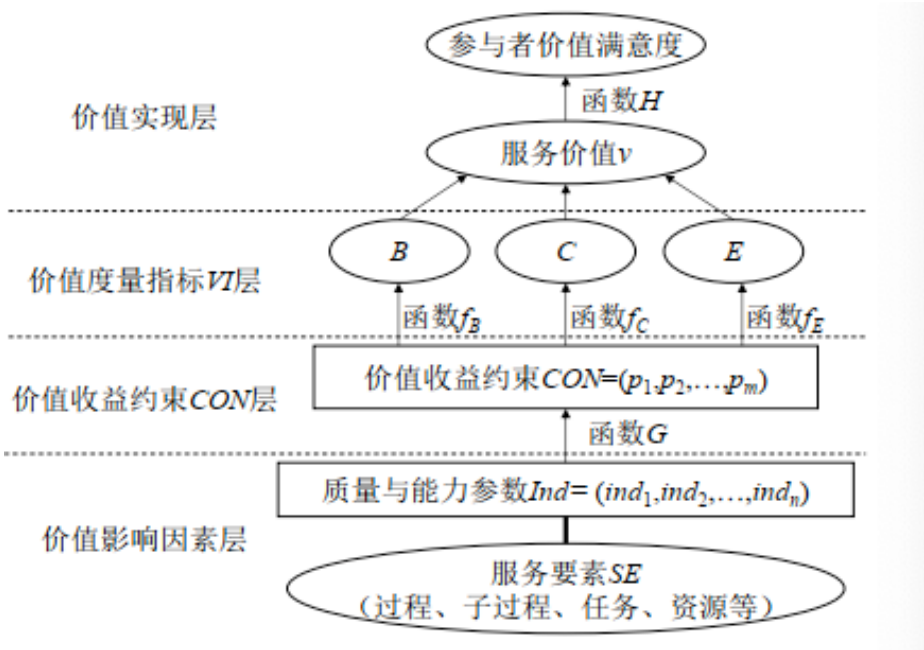 参与者价值满意度
函数H
价值实现层
服务价值v
B
C
E
价值度量指标VI层
函数f_B
函数f_C
函数f_E
价值收益约束CON=(p₁,p₂,…,pₘ)
价值收益约束CON层
函数G
质量与能力参数Ind= (ind₁,ind₂,…,indₙ)
价值影响因素层
服务要素SE
（过程、子过程、任务、资源等）